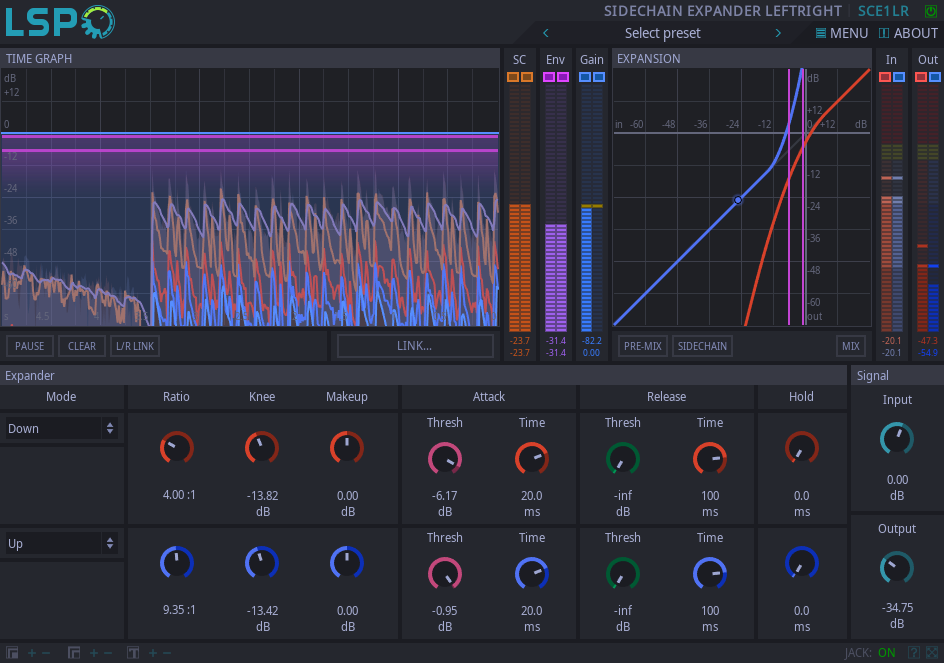 LSP
SIDECHAIN EXPANDER LEFTRIGHT SCE1LR
Select preset
MENU ABOUT
TIME GRAPH
SC Env Gain
EXPANSION
In Out
dB
+12
0
-12
-24
-36
-48
s 4.5
in -60 -48 -36 -24 -12 0 +12 dB
dB
+12
-12
-24
-36
-48
-60
out
-23.7
-23.7
-31.4
-31.4
-82.2
0.00
-20.1
-20.1
-47.3
-54.9
PAUSE CLEAR L/R LINK
LINK...
PRE-MIX SIDECHAIN MIX
Expander
Signal
Mode Ratio Knee Makeup Attack Release Hold
Input
Down
Thresh Time Thresh Time
4.00 :1
-13.82
dB
0.00
dB
-6.17
dB
20.0
ms
-inf
dB
100
ms
0.0
ms
0.00
dB
Up
Thresh Time Thresh Time
Output
9.35 :1
-13.42
dB
0.00
dB
-0.95
dB
20.0
ms
-inf
dB
100
ms
0.0
ms
-34.75
dB
JACK: ON